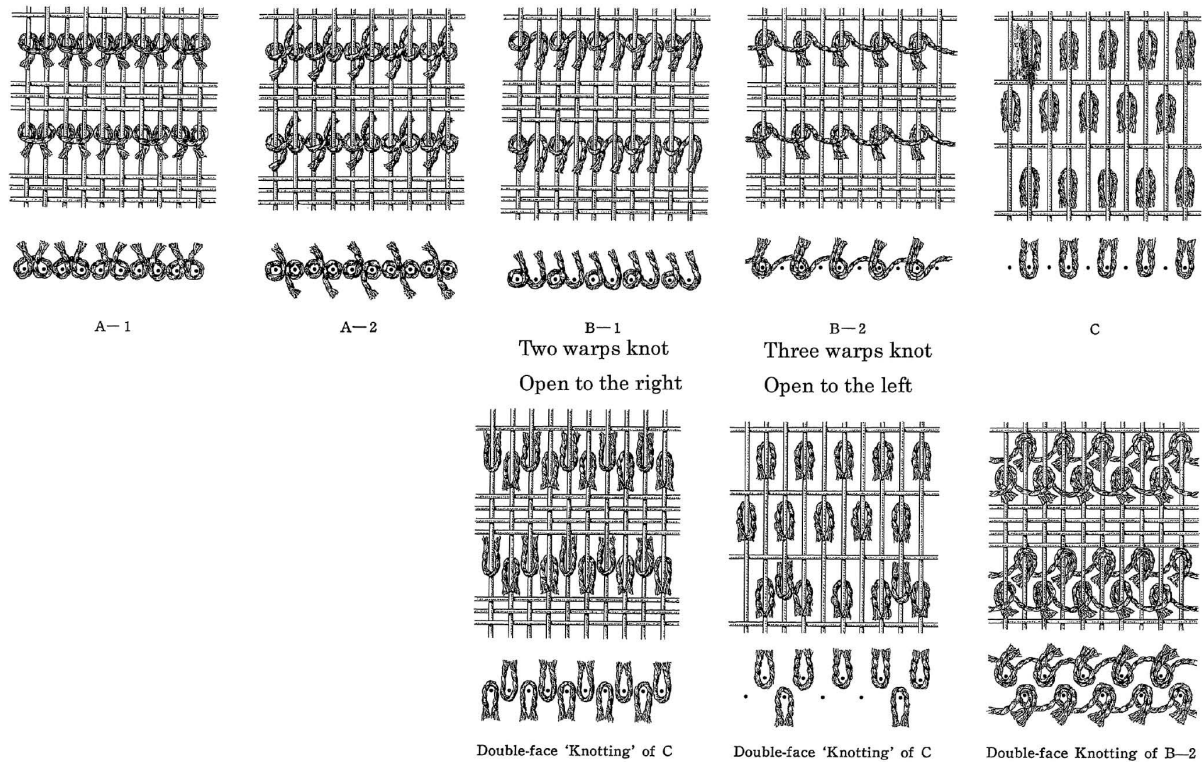 A—1
A—2
B—1
B—2
C
Two warps knot
Open to the right
Three warps knot
Open to the left
Double-face ‘Knotting’ of C
Double-face ‘Knotting’ of C
Double-face Knotting of B—2